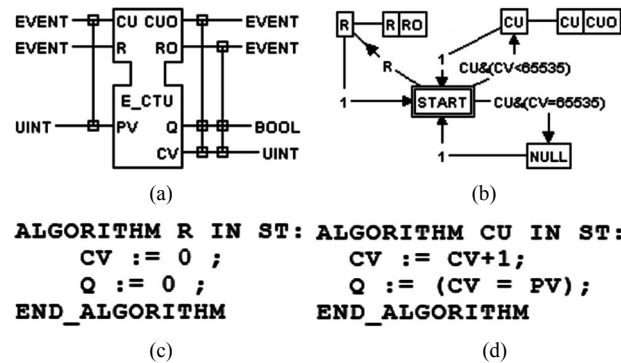 EVENT CU CUO EVENT
EVENT R RO EVENT
E_CTU
UINT PV Q BOOL
CV UINT
(a)
R R RO CU CU CUO
1
R CU&(CV<65535)
1 START CU&(CV=65535)
1 NULL
(b)
ALGORITHM R IN ST:
CV := 0 ;
Q := 0 ;
END_ALGORITHM
(c)
ALGORITHM CU IN ST:
CV := CV+1;
Q := (CV = PV);
END_ALGORITHM
(d)